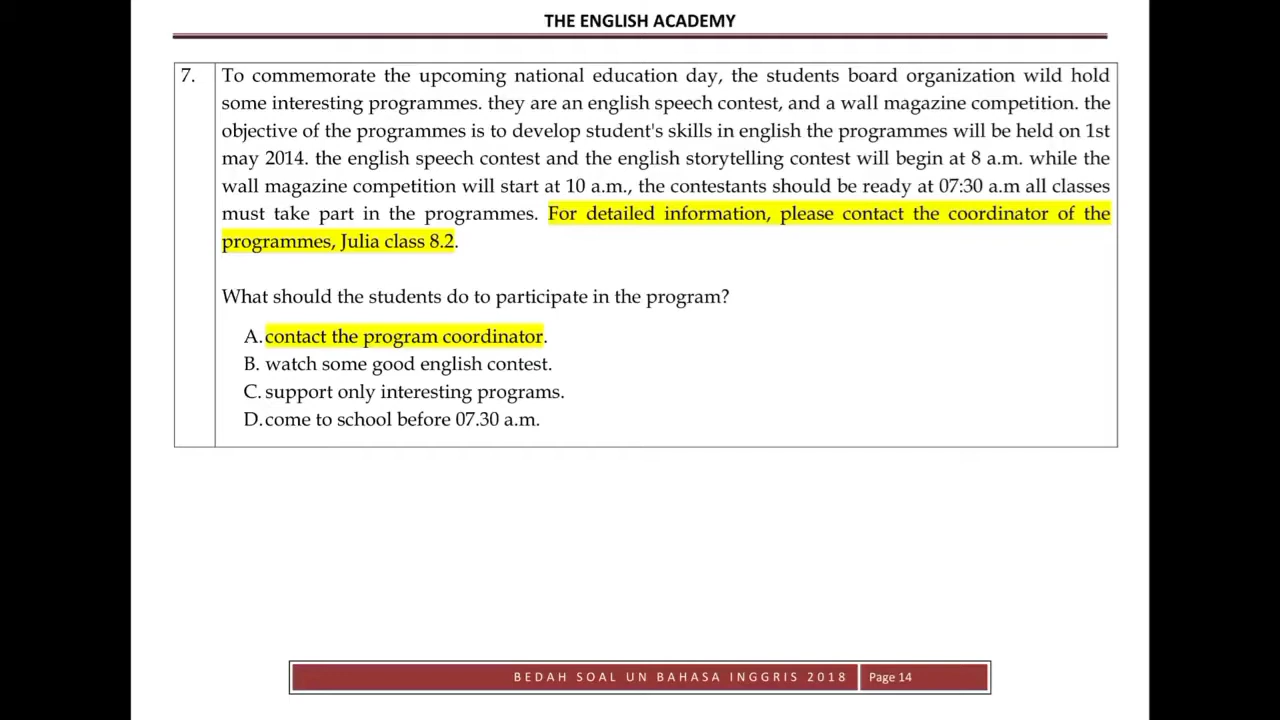 THE ENGLISH ACADEMY
7. To commemorate the upcoming national education day, the students board organization wild hold
some interesting programmes. they are an english speech contest, and a wall magazine competition. the
objective of the programmes is to develop student's skills in english the programmes will be held on 1st
may 2014. the english speech contest and the english storytelling contest will begin at 8 a.m. while the
wall magazine competition will start at 10 a.m., the contestants should be ready at 07:30 a.m all classes
must take part in the programmes. For detailed information, please contact the coordinator of the
programmes, Julia class 8.2.
What should the students do to participate in the program?
A. contact the program coordinator.
B. watch some good english contest.
C. support only interesting programs.
D. come to school before 07.30 a.m.
BEDAH SOAL UN BAHASA INGGRIS 2018 Page 14